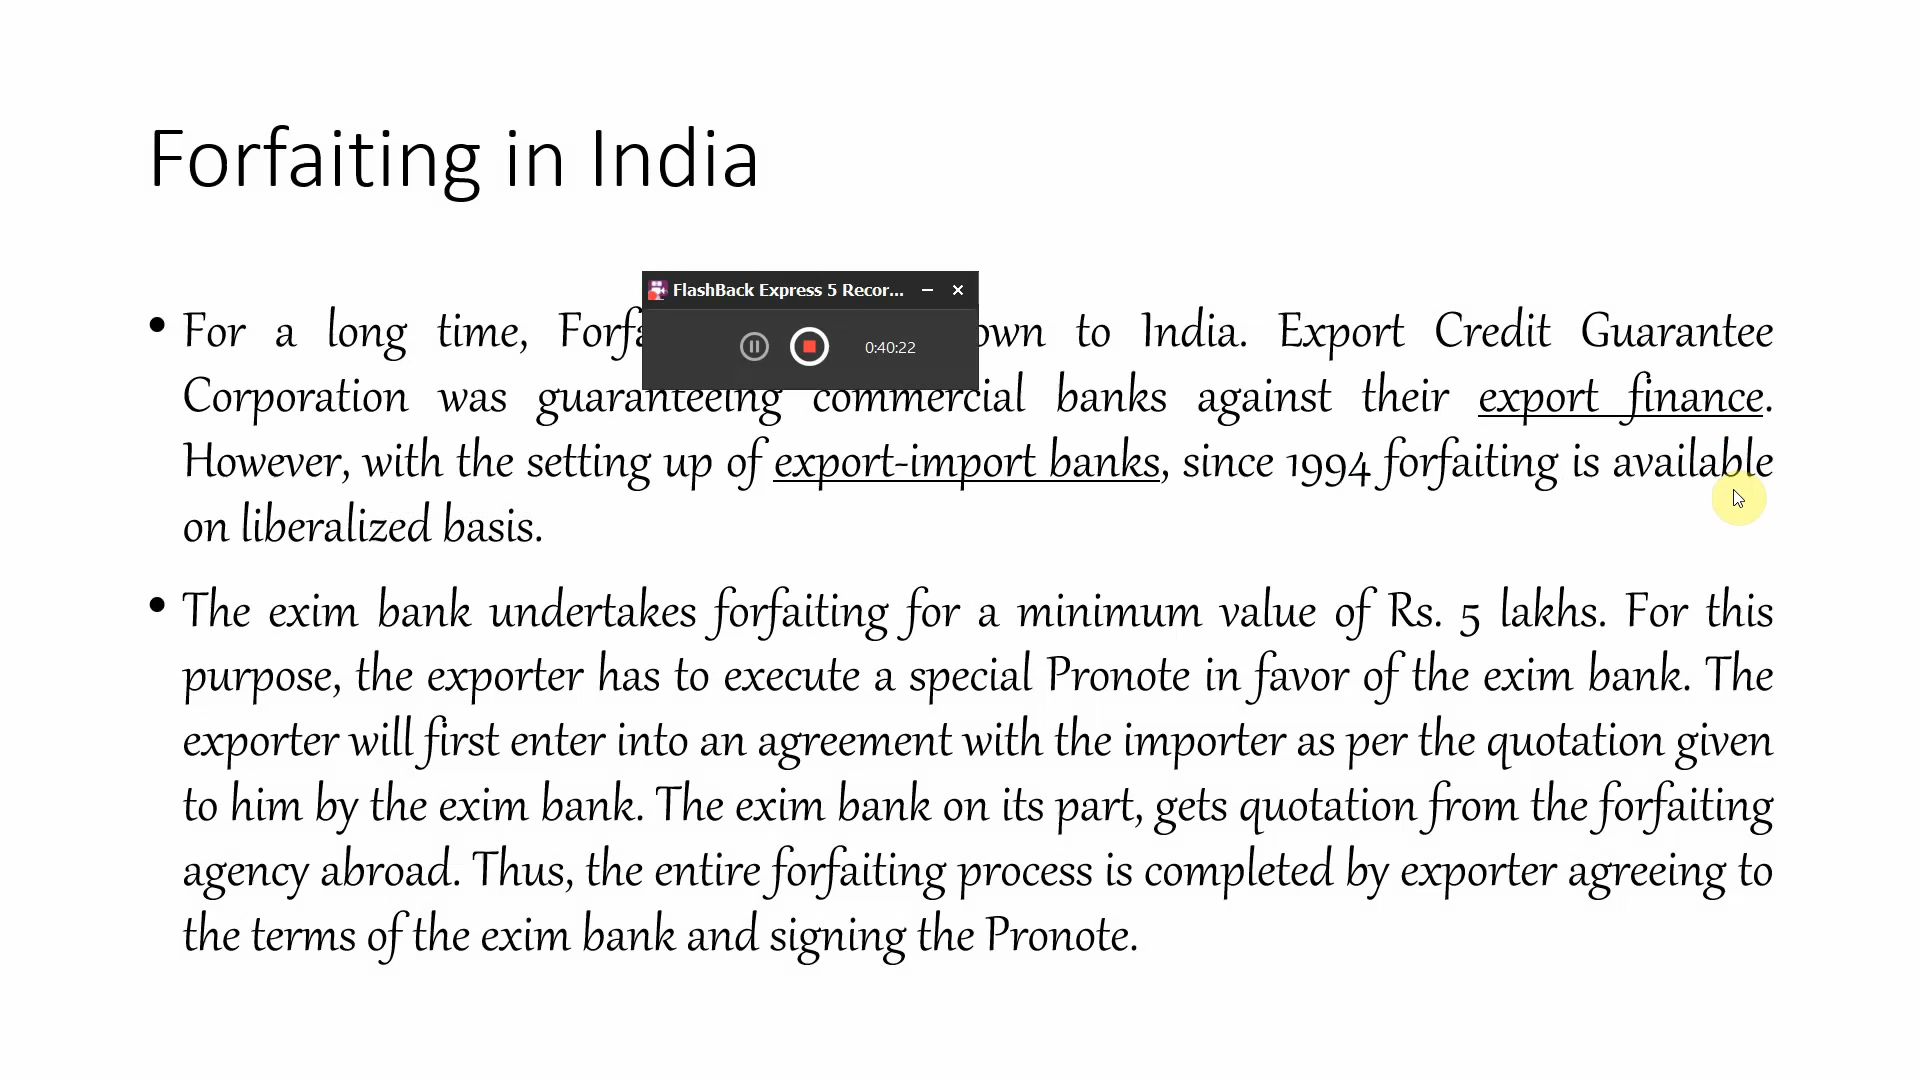 Forfaiting in India
FlashBack Express 5 Recor...
0:40:22
• For a long time, to India. Export Credit Guarantee
Corporation was guaranteeing commercial banks against their export finance.
However, with the setting up of export-import banks, since 1994 forfaiting is available
on liberalized basis.
• The exim bank undertakes forfaiting for a minimum value of Rs. 5 lakhs. For this
purpose, the exporter has to execute a special Pronote in favor of the exim bank. The
exporter will first enter into an agreement with the importer as per the quotation given
to him by the exim bank. The exim bank on its part, gets quotation from the forfaiting
agency abroad. Thus, the entire forfaiting process is completed by exporter agreeing to
the terms of the exim bank and signing the Pronote.